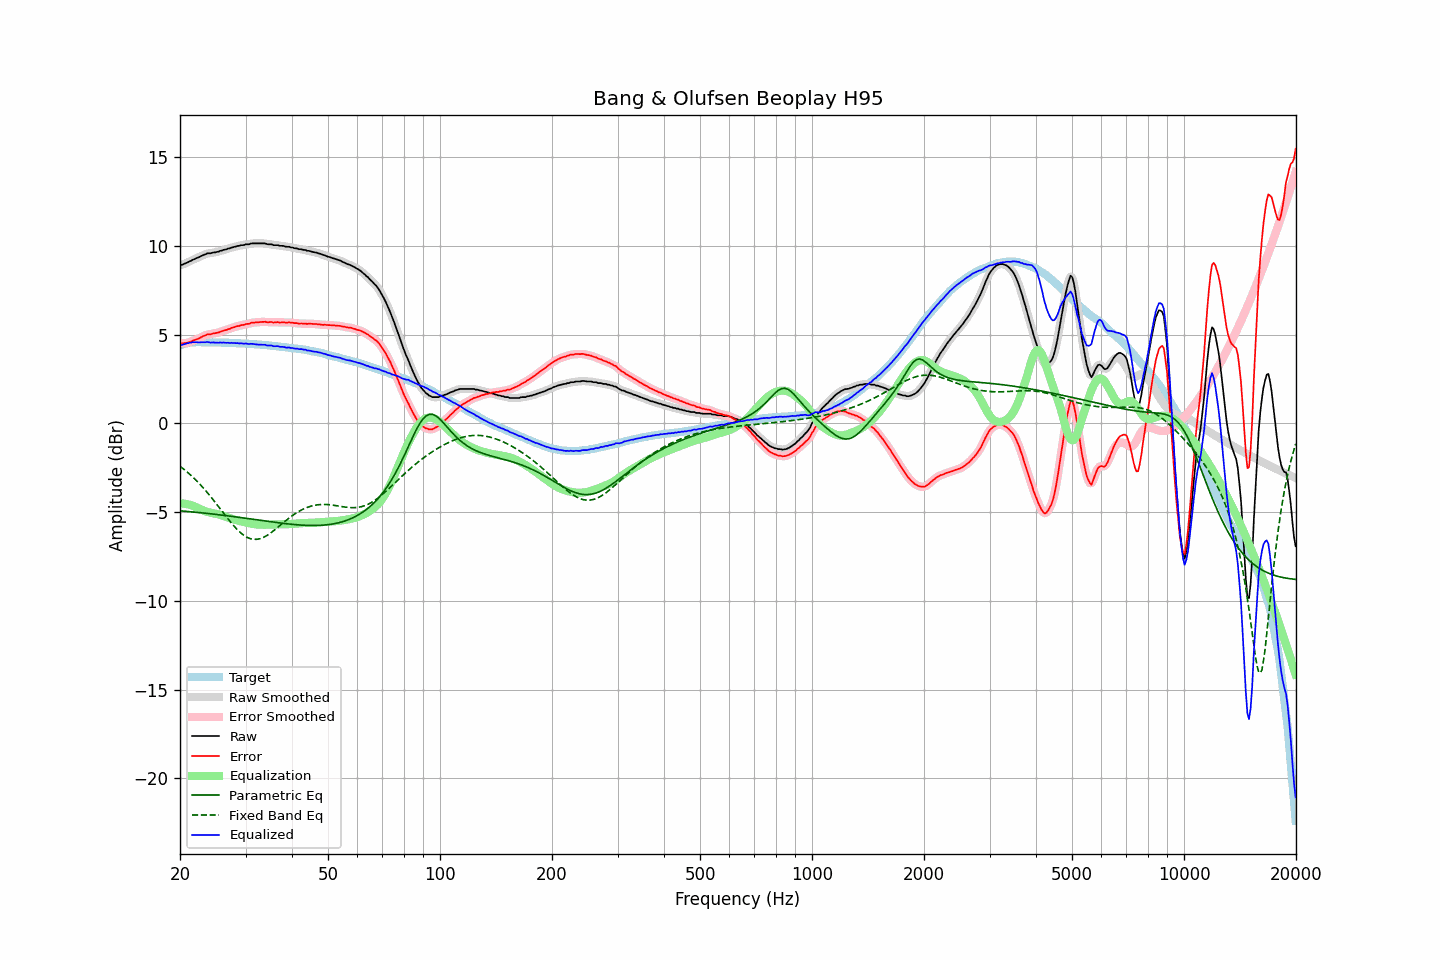 Bang & Olufsen Beoplay H95
Amplitude (dBr)
15
10
5
0
−5
−10
−15
−20
Target
Raw Smoothed
Error Smoothed
Raw
Error
Equalization
Parametric Eq
Fixed Band Eq
Equalized
20 50 100 200 500 1000 2000 5000 10000 20000
Frequency (Hz)